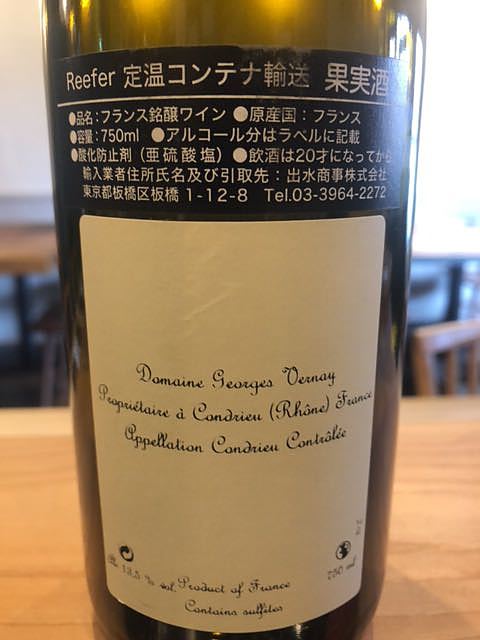 Reefer 定温コンテナ輸送 果実酒
●品名：フランス銘醸ワイン ●原産国：フランス
●容量：750ml ●アルコール分はラベルに記載
●酸化防止剤（亜硫酸塩）●飲酒は20才になってから
輸入業者住所氏名及び引取先：出水商事株式会社
東京都板橋区板橋 1-12-8 Tel.03-3964-2272
Domaine Georges Vernay
Propriétaire à Condrieu (Rhône) France
Appellation Condrieu Contrôlée
Alc 13,5 % vol.
Product of France
750 ml
Contains sulfites